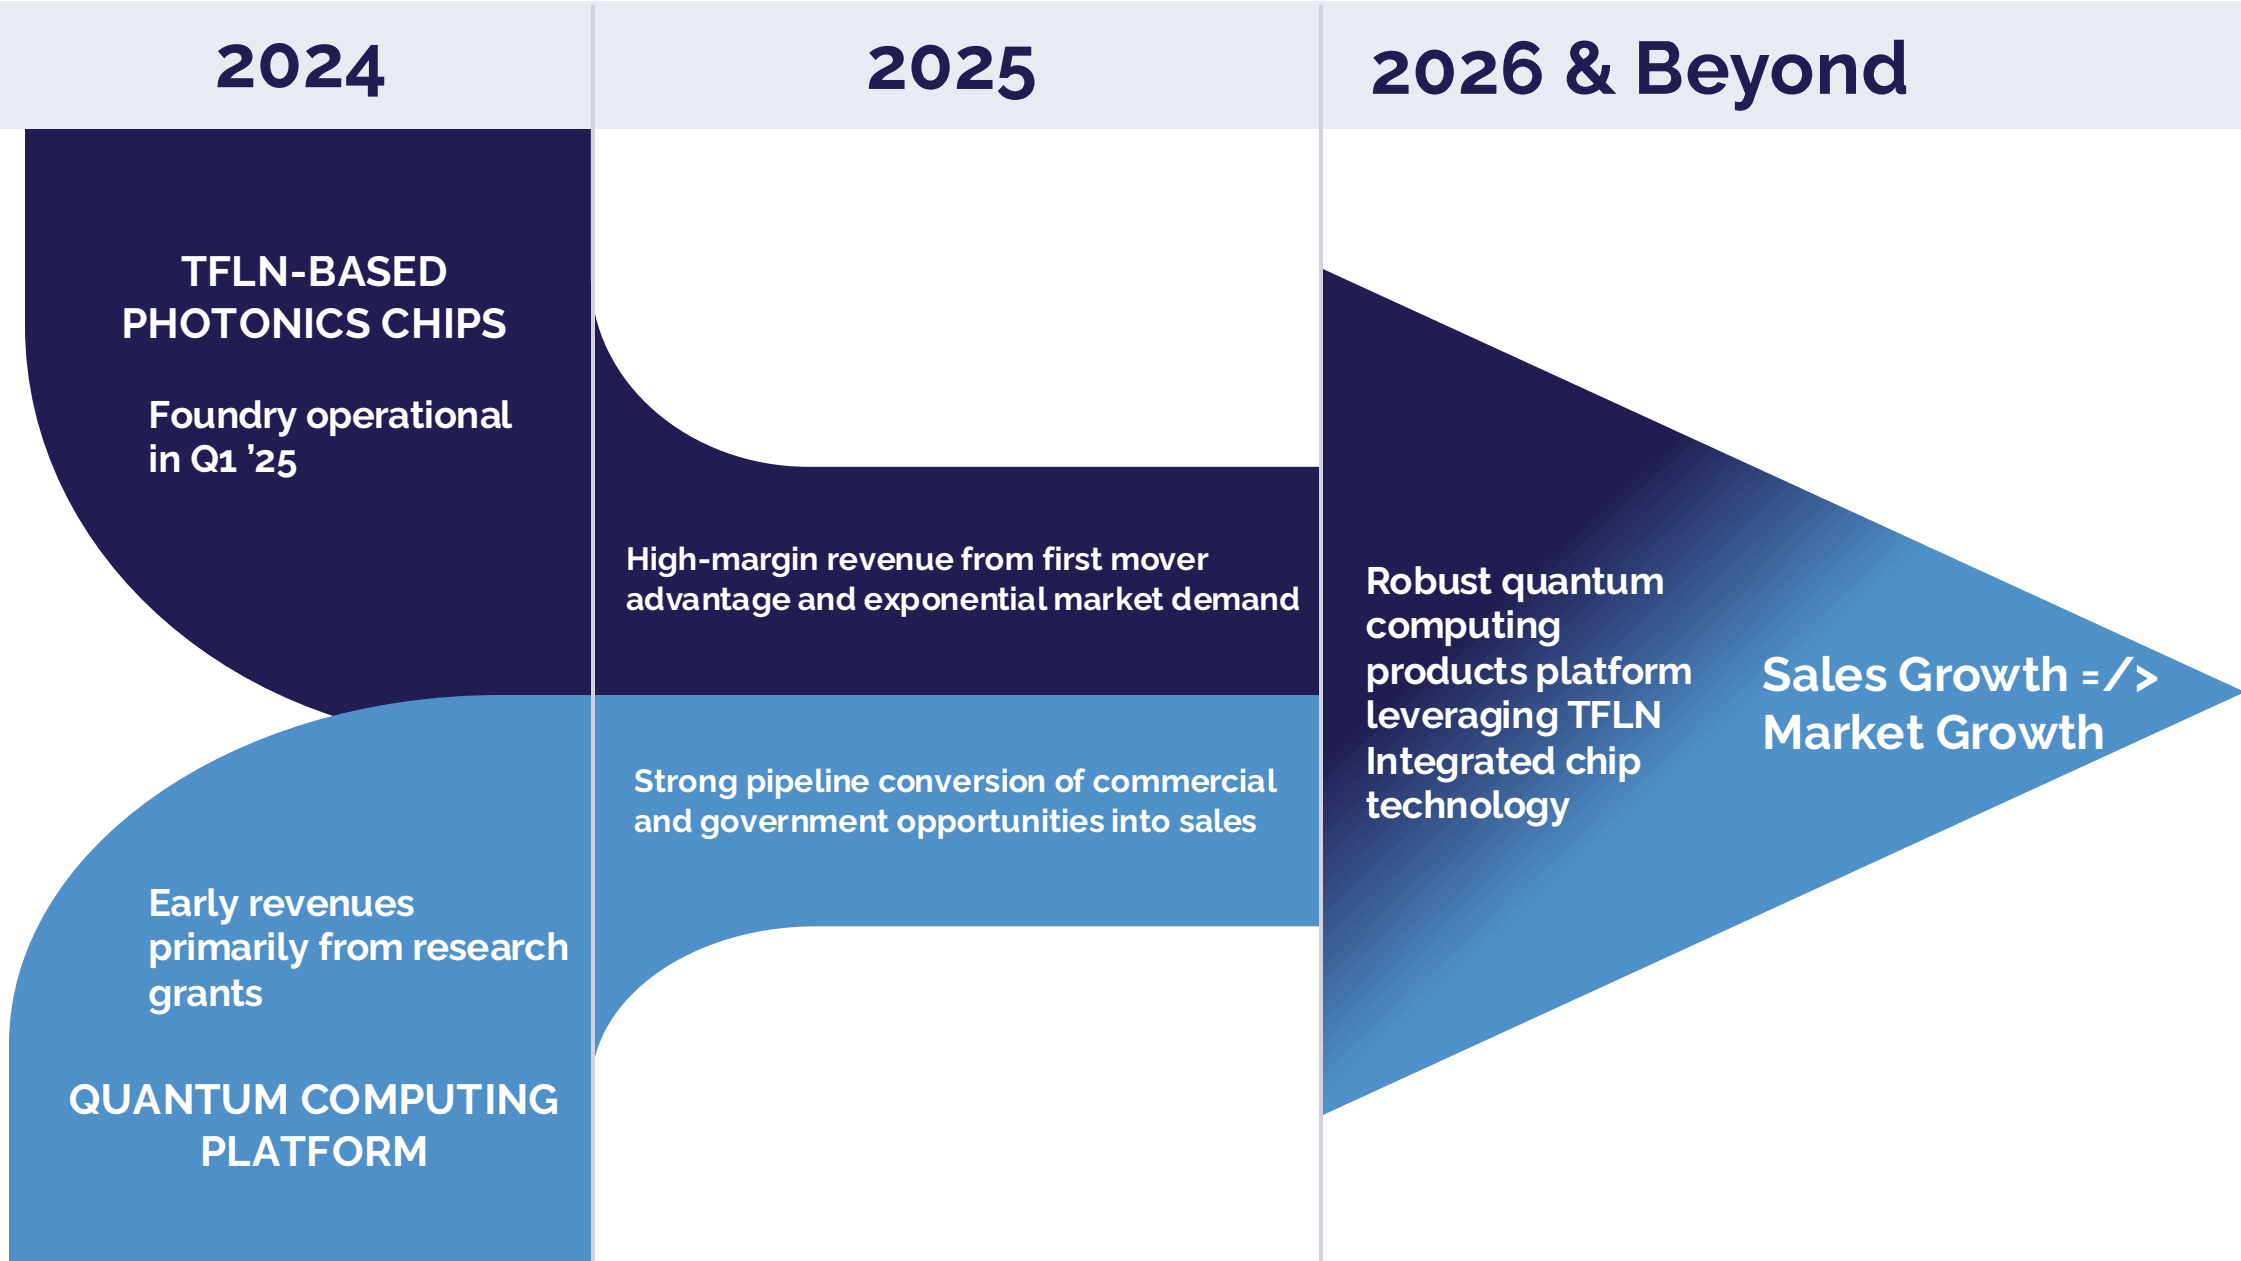 2024
2025
2026 & Beyond
TFLN-BASED
PHOTONICS CHIPS
Foundry operational
in Q1 ’25
High-margin revenue from first mover
advantage and exponential market demand
Strong pipeline conversion of commercial
and government opportunities into sales
Early revenues
primarily from research
grants
QUANTUM COMPUTING
PLATFORM
Robust quantum
computing
products platform
leveraging TFLN
Integrated chip
technology
Sales Growth =/>
Market Growth